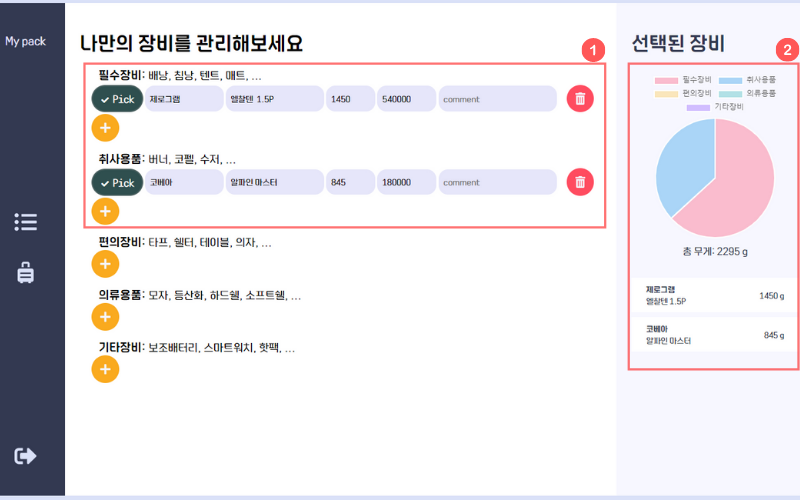 My pack
나만의 장비를 관리해보세요
1
필수장비: 배낭, 침낭, 텐트, 매트, ...
Pick 제로그램 엘찰텐 1.5P 1450 540000 comment
취사용품: 버너, 코펠, 수저, ...
Pick 코베아 알파인 마스터 845 180000 comment
편의장비: 타프, 쉘터, 테이블, 의자, ...
의류용품: 모자, 등산화, 하드쉘, 소프트쉘, ...
기타장비: 보조배터리, 스마트워치, 핫팩, ...
선택된 장비
2
필수장비 취사용품
편의장비 의류용품
기타장비
총 무게: 2295 g
제로그램
엘찰텐 1.5P
1450 g
코베아
알파인 마스터
845 g